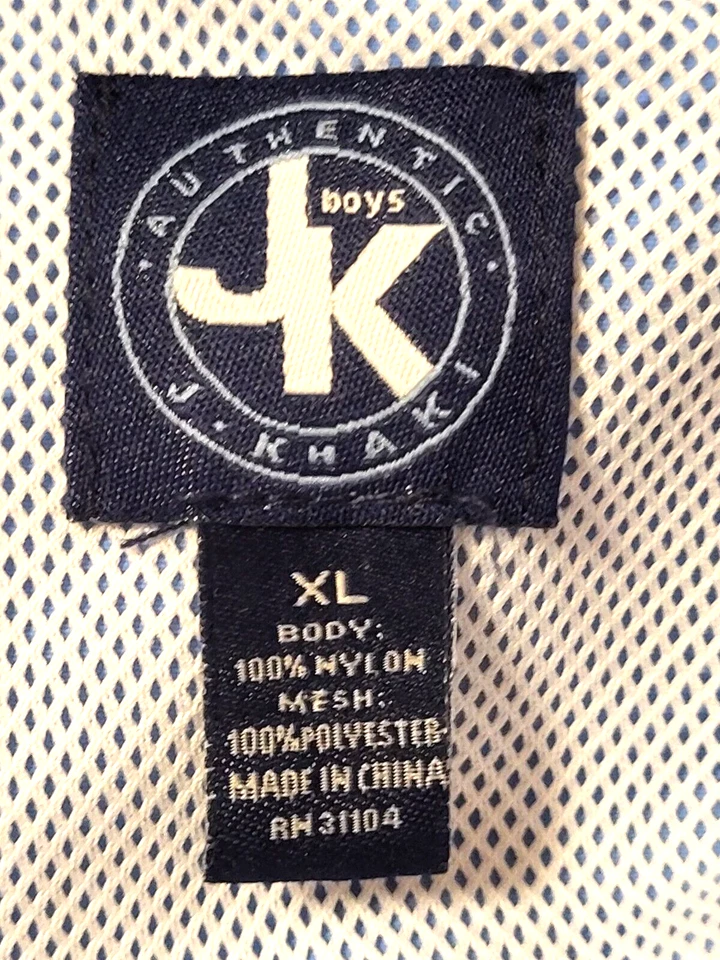 AUTHENTIC
boys
JK
J. KHAKI
XL
BODY:
100% NYLON
MESH:
100% POLYESTER
MADE IN CHINA
RN 31104